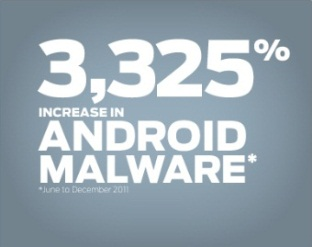 3,325%
INCREASE IN
ANDROID
MALWARE*
*June to December 2011